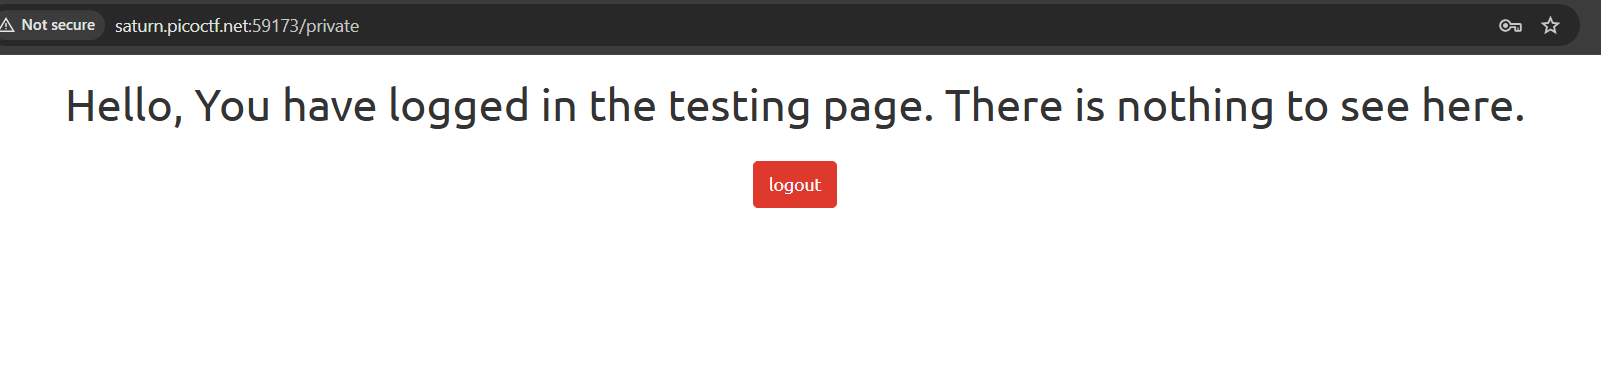 Not secure saturn.picoctf.net:59173/private
Hello, You have logged in the testing page. There is nothing to see here.
logout